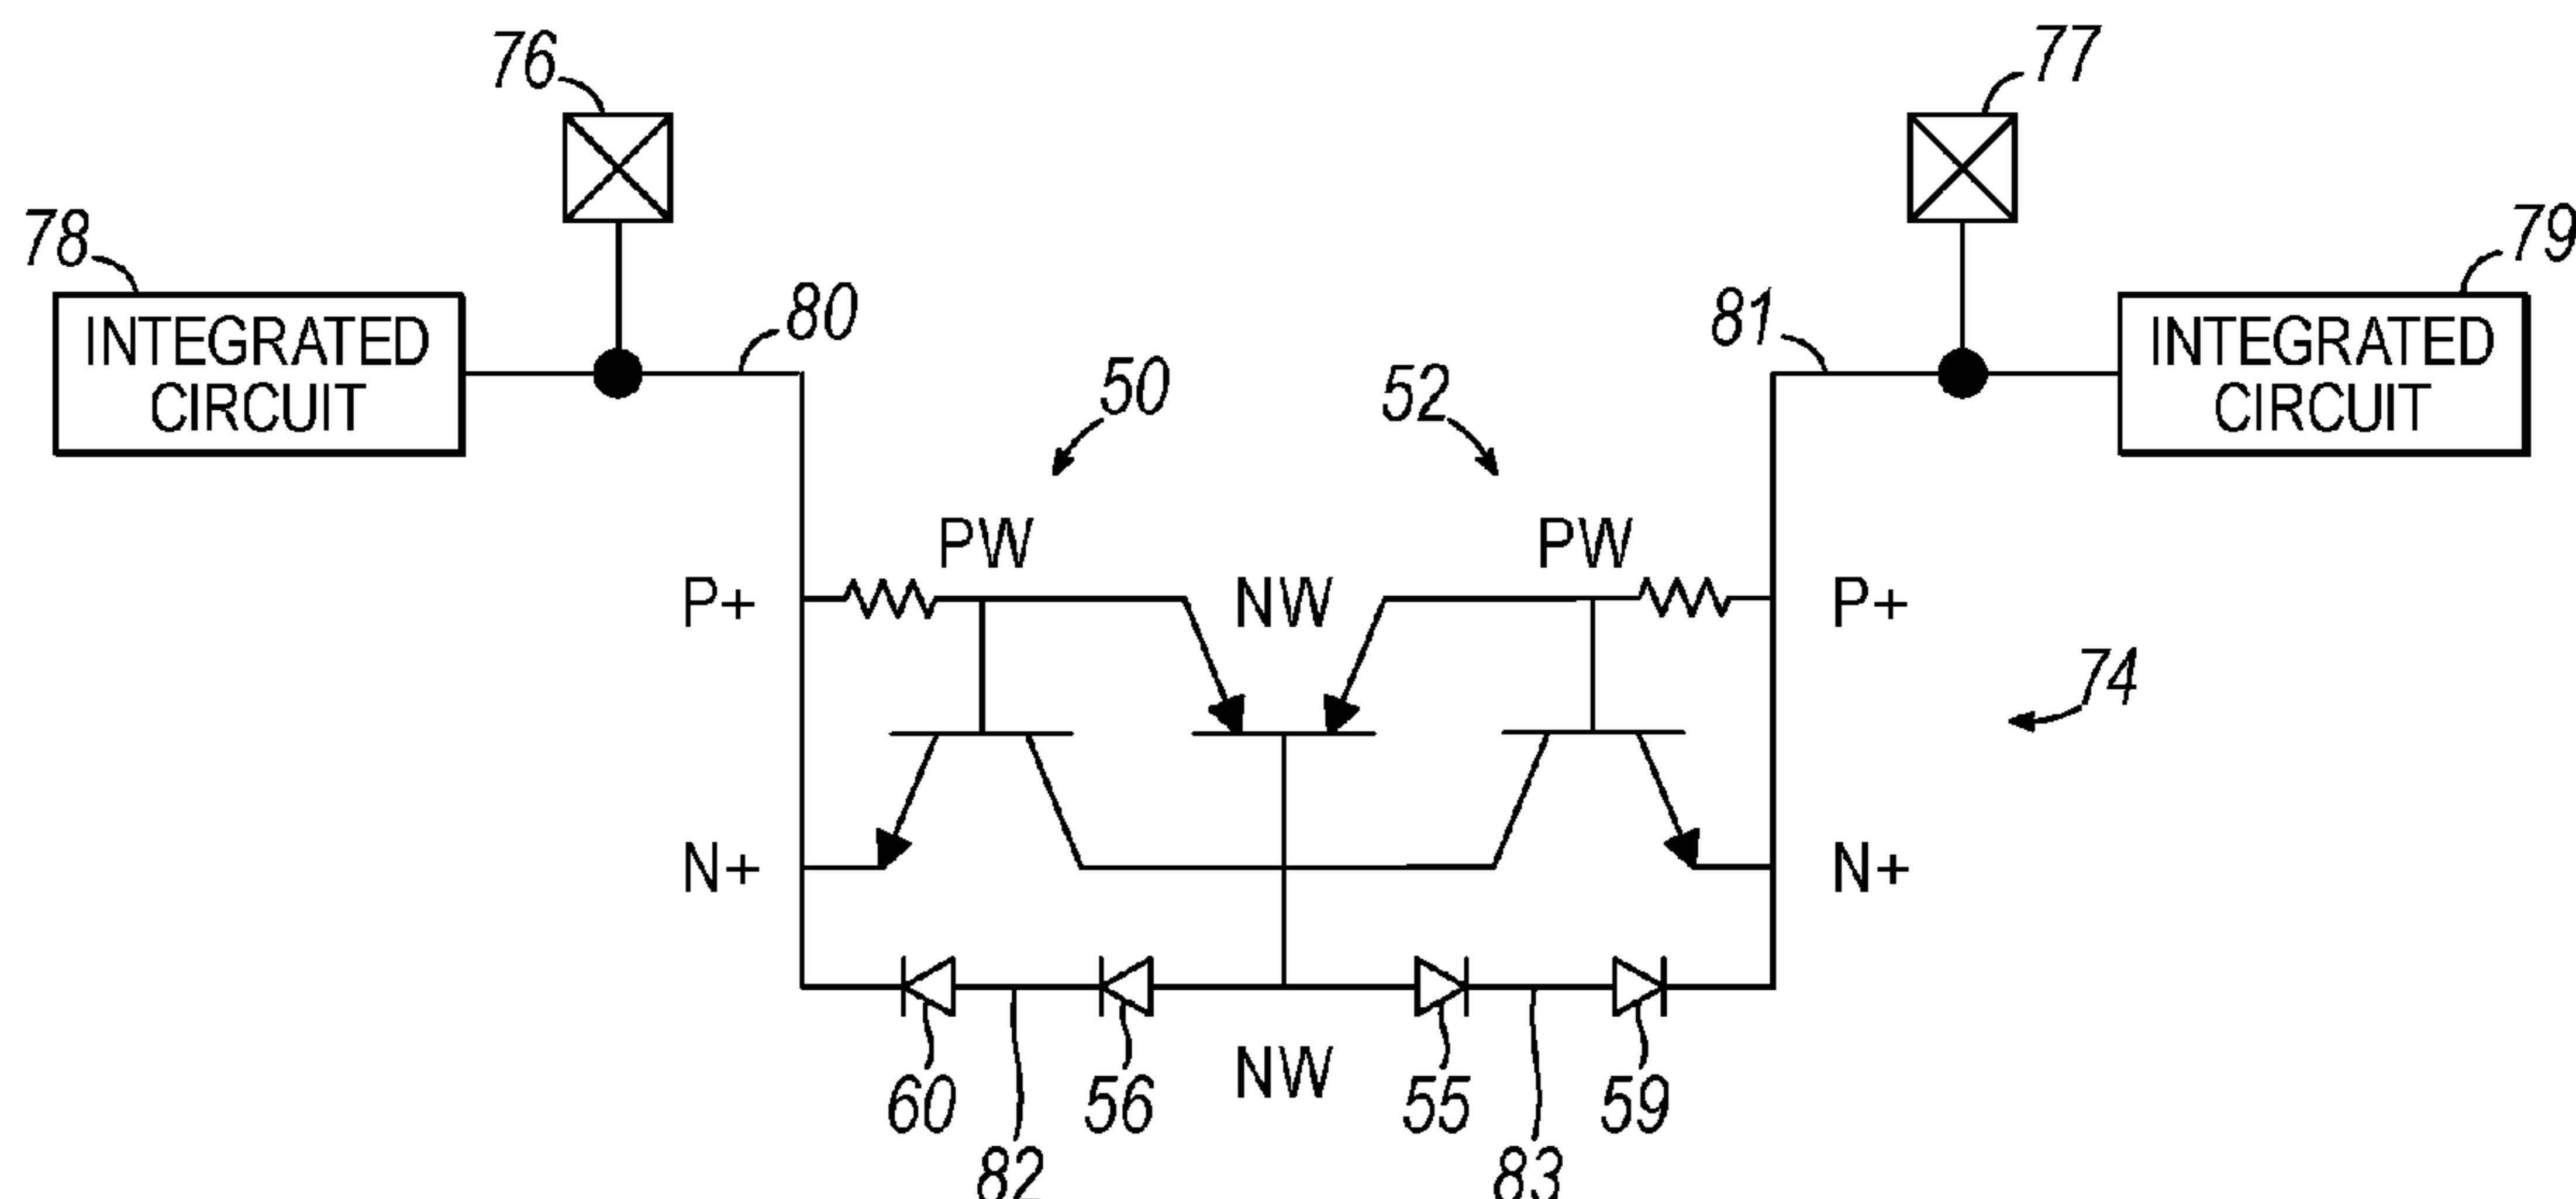 76
77
78
79
INTEGRATED
CIRCUIT
80
81
INTEGRATED
CIRCUIT
50
52
PW
PW
P+
NW
P+
74
N+
N+
60
56
NW
55
59
82
83